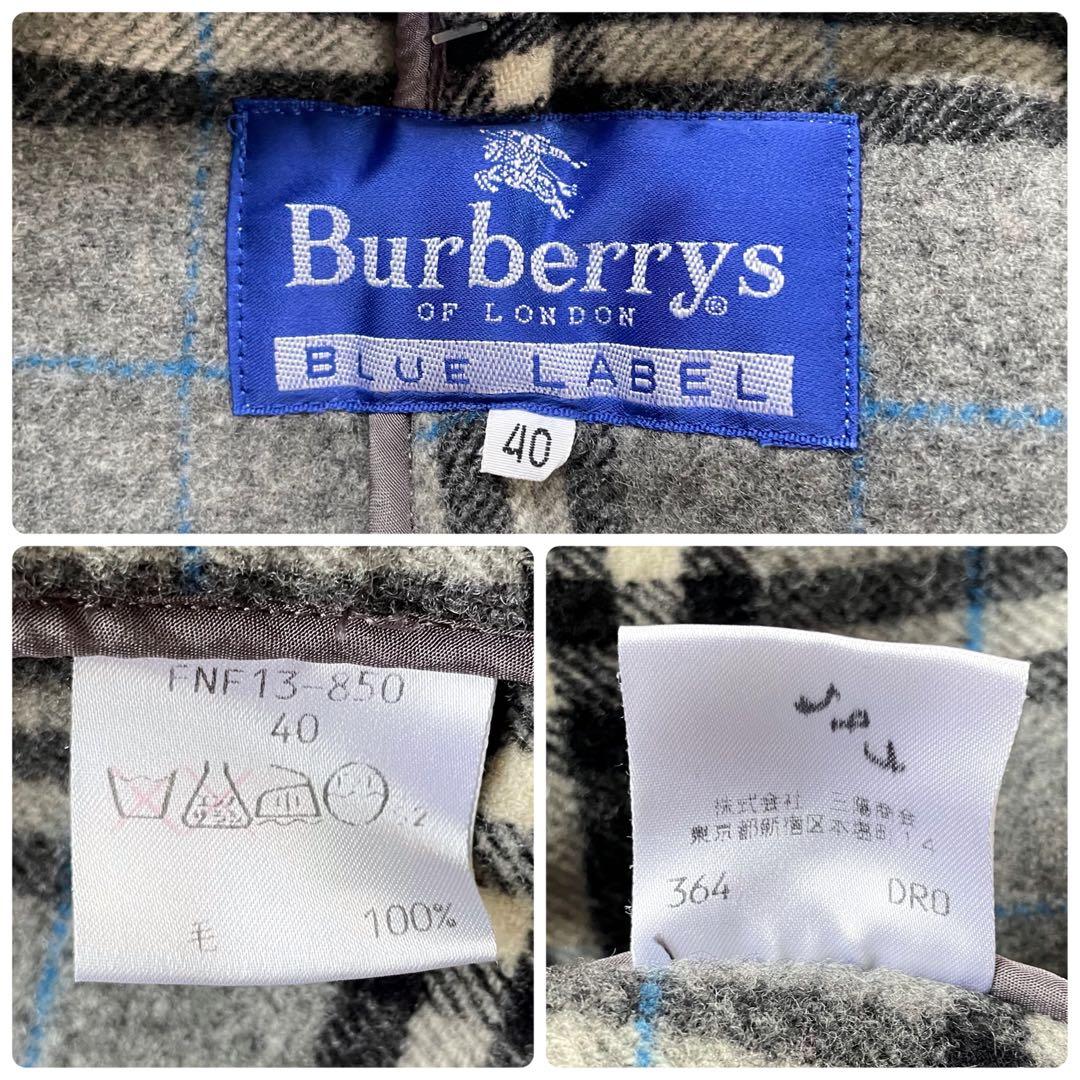 Burberrys®
OF LONDON
BLUE LABEL
40
FNF13-850
40
毛 100%
株式会社 三陽商会
東京都新宿区本塩町14
364 DRO